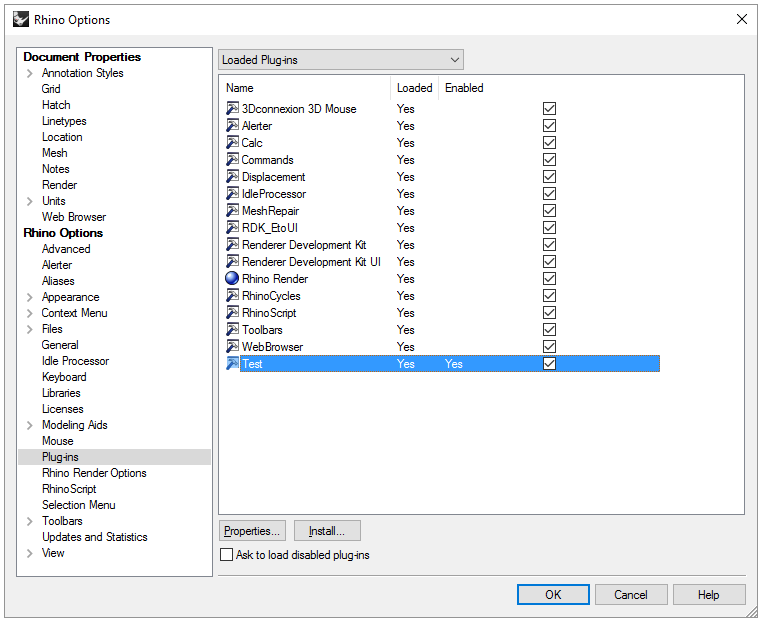 Rhino Options
Document Properties
Annotation Styles
Grid
Hatch
Linetypes
Location
Mesh
Notes
Render
Units
Web Browser
Rhino Options
Advanced
Alerter
Aliases
Appearance
Context Menu
Files
General
Idle Processor
Keyboard
Libraries
Licenses
Modeling Aids
Mouse
Plug-ins
Rhino Render Options
RhinoScript
Selection Menu
Toolbars
Updates and Statistics
View
Loaded Plug-ins
Name Loaded Enabled
3Dconnexion 3D Mouse Yes
Alerter Yes
Calc Yes
Commands Yes
Displacement Yes
IdleProcessor Yes
MeshRepair Yes
RDK_EtoUI Yes
Renderer Development Kit Yes
Renderer Development Kit UI Yes
Rhino Render Yes
RhinoCycles Yes
RhinoScript Yes
Toolbars Yes
WebBrowser Yes
Test Yes Yes
Properties... Install...
Ask to load disabled plug-ins
OK Cancel Help